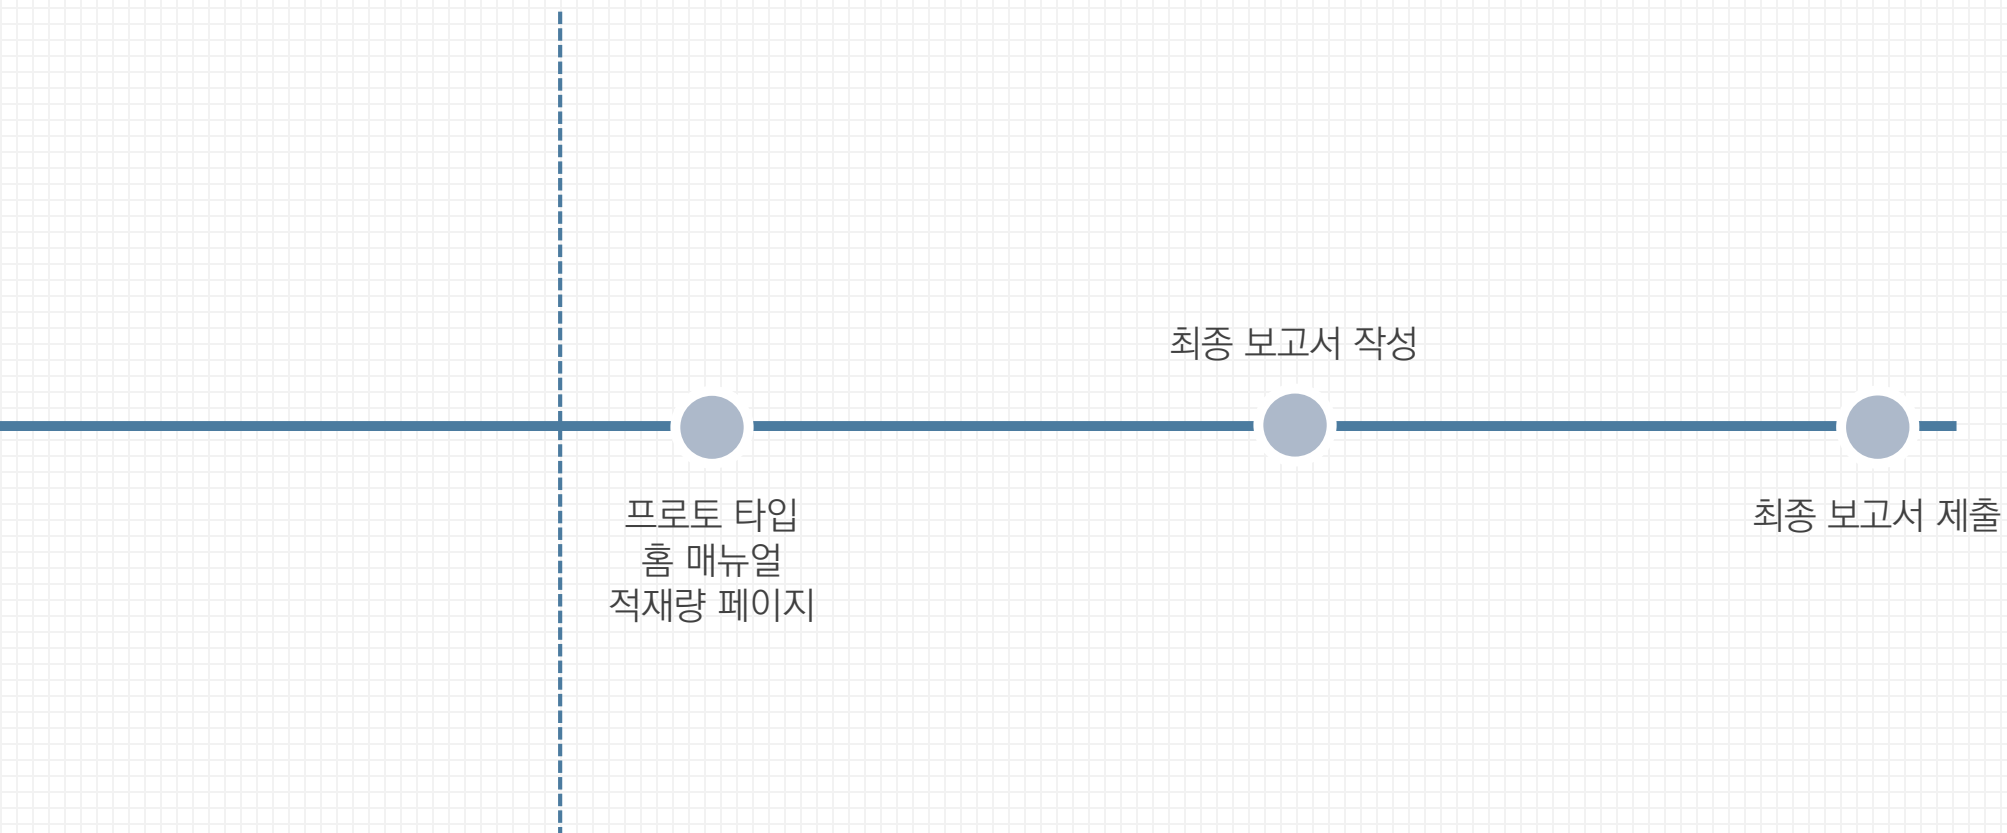 최종 보고서 작성
프로토 타입
홈 매뉴얼
적재량 페이지
최종 보고서 제출